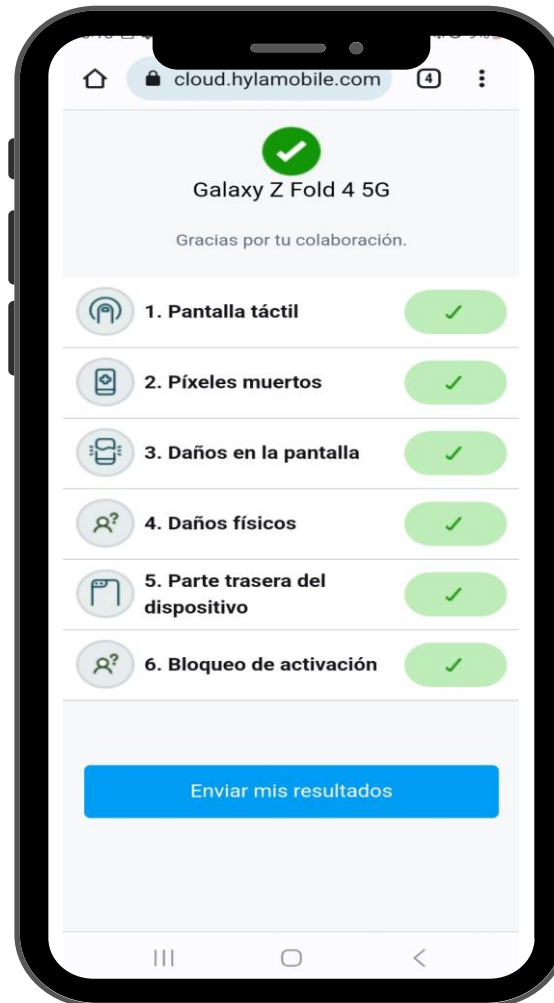 cloud.hylamobile.com
4
Galaxy Z Fold 4 5G
Gracias por tu colaboración.
1. Pantalla táctil
2. Píxeles muertos
3. Daños en la pantalla
4. Daños físicos
5. Parte trasera del
dispositivo
6. Bloqueo de activación
Enviar mis resultados